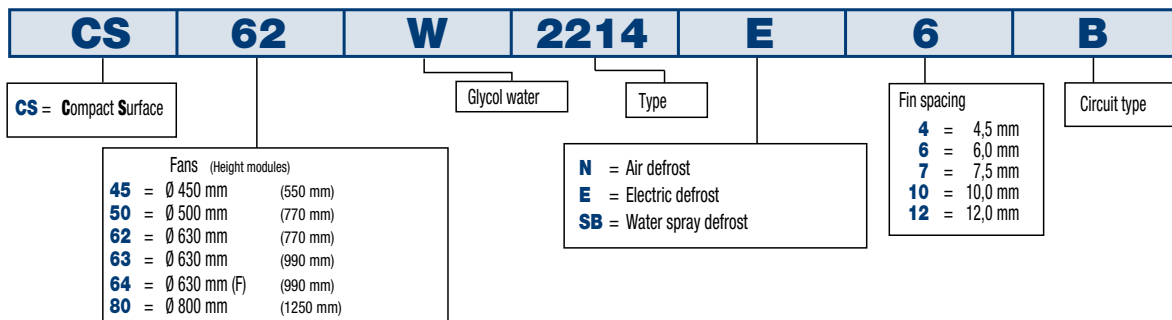 CS 62 W 2214 E 6 B
CS = Compact Surface
Glycol water
Type
Circuit type
Fans (Height modules)
45 = Ø 450 mm (550 mm)
50 = Ø 500 mm (770 mm)
62 = Ø 630 mm (770 mm)
63 = Ø 630 mm (990 mm)
64 = Ø 630 mm (F) (990 mm)
80 = Ø 800 mm (1250 mm)
N = Air defrost
E = Electric defrost
SB = Water spray defrost
Fin spacing
4 = 4,5 mm
6 = 6,0 mm
7 = 7,5 mm
10 = 10,0 mm
12 = 12,0 mm